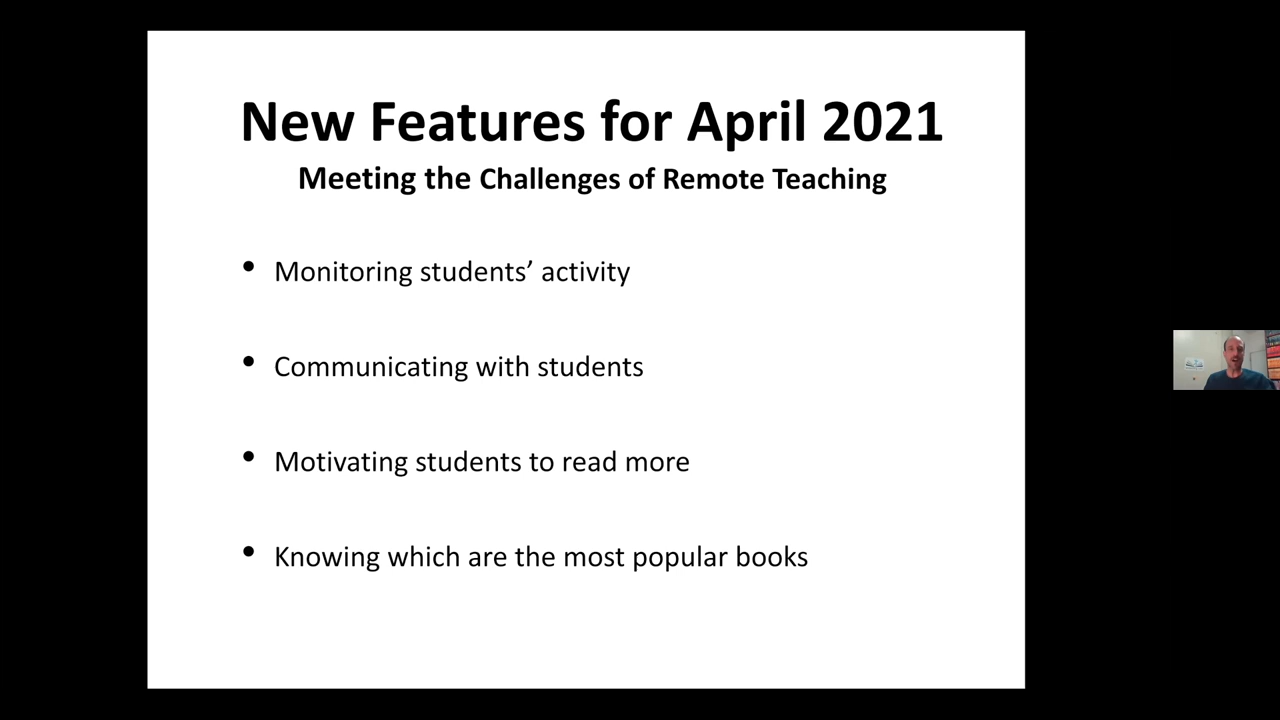 New Features for April 2021
Meeting the Challenges of Remote Teaching
• Monitoring students’ activity
• Communicating with students
• Motivating students to read more
• Knowing which are the most popular books